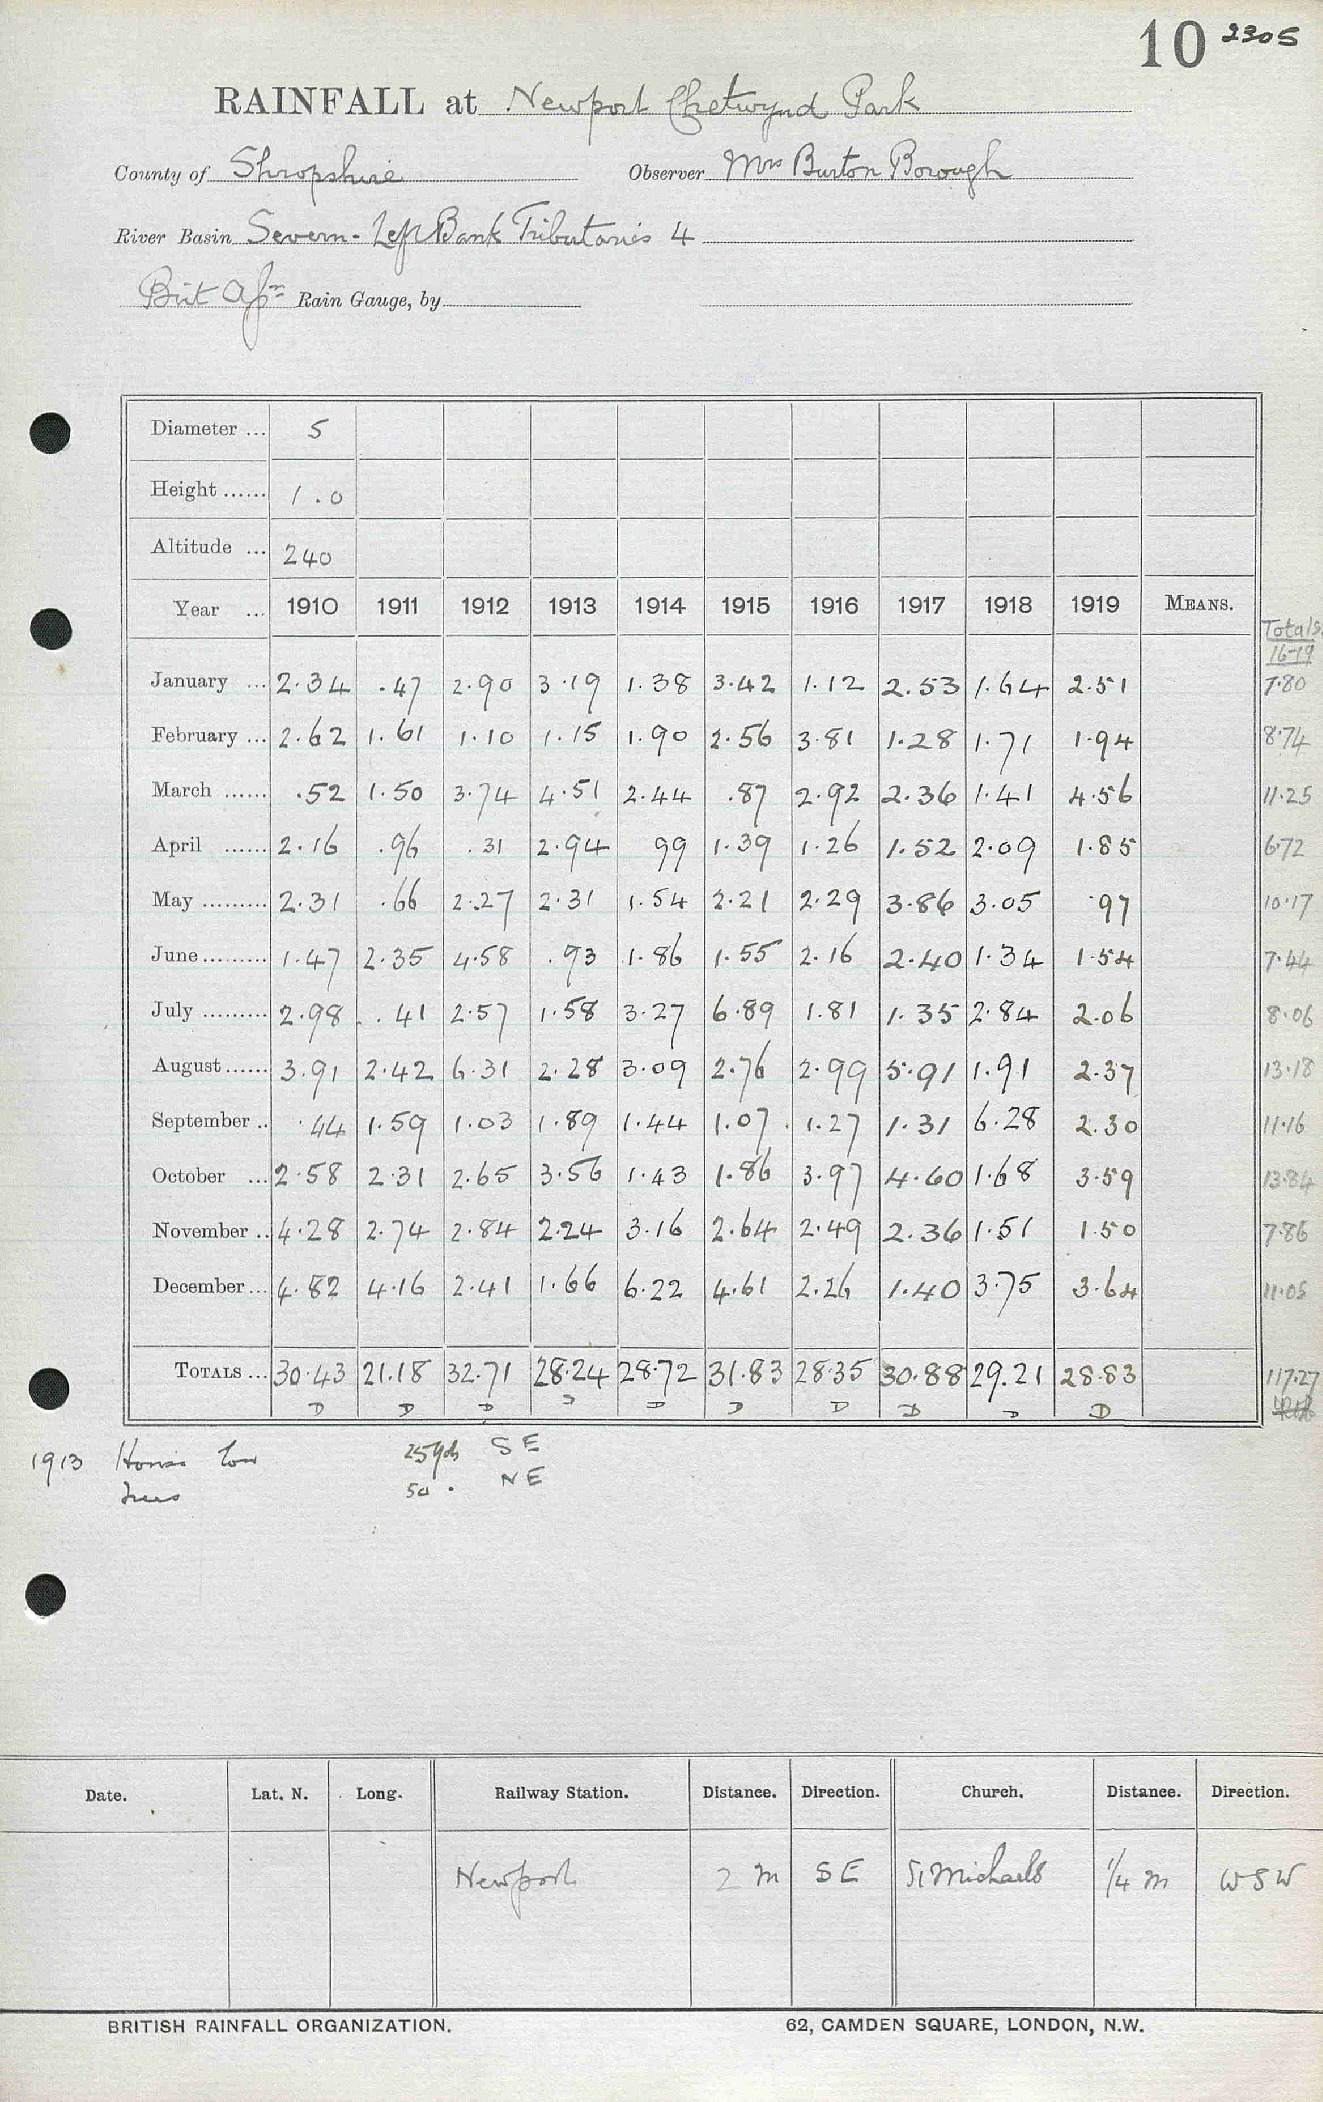 10 2305
RAINFALL at Newport Chetwynd Park
County of Shropshire Observer Mrs Burton Borough
River Basin Severn - Left Bank Tributaries 4
Brit Apn Rain Gauge, by
Diameter ... 5
Height ...... 1.0
Altitude ... 240
Year ... 1910 1911 1912 1913 1914 1915 1916 1917 1918 1919 MEANS. Totals 16-19
January ... 2.34 .47 2.90 3.19 1.38 3.42 1.12 2.53 1.64 2.51 7.80
February ... 2.62 1.61 1.10 1.15 1.90 2.56 3.81 1.28 1.71 1.94 8.74
March ...... .52 1.50 3.74 4.51 2.44 .87 2.92 2.36 1.41 4.56 11.25
April ...... 2.16 .96 .31 2.94 99 1.39 1.26 1.52 2.09 1.85 6.72
May ......... 2.31 .66 2.27 2.31 1.54 2.21 2.29 3.86 3.05 .97 10.17
June ......... 1.47 2.35 4.58 .93 1.86 1.55 2.16 2.40 1.34 1.54 7.44
July ......... 2.98 .41 2.57 1.58 3.27 6.89 1.81 1.35 2.84 2.06 8.06
August ...... 3.91 2.42 6.31 2.28 3.09 2.76 2.99 5.91 1.91 2.37 13.18
September .. .44 1.59 1.03 1.89 1.44 1.07 1.27 1.31 6.28 2.30 11.16
October ... 2.58 2.31 2.65 3.56 1.43 1.86 3.97 4.60 1.68 3.59 13.84
November .. 4.28 2.74 2.84 2.24 3.16 2.64 2.49 2.36 1.51 1.50 7.86
December ... 4.82 4.16 2.41 1.66 6.22 4.61 2.26 1.40 3.75 3.64 11.05
TOTALS ... 30.43 21.18 32.71 28.24 28.72 31.83 28.35 30.88 29.21 28.83 117.27
D D D D D D D D D D
1913 House low 25 yds SE
Trees 50 . NE
Date. Lat. N. Long. Railway Station. Distance. Direction. Church. Distance. Direction.
Newport 2 m SE St Michaels 1/4 m WSW
BRITISH RAINFALL ORGANIZATION. 62, CAMDEN SQUARE, LONDON, N.W.